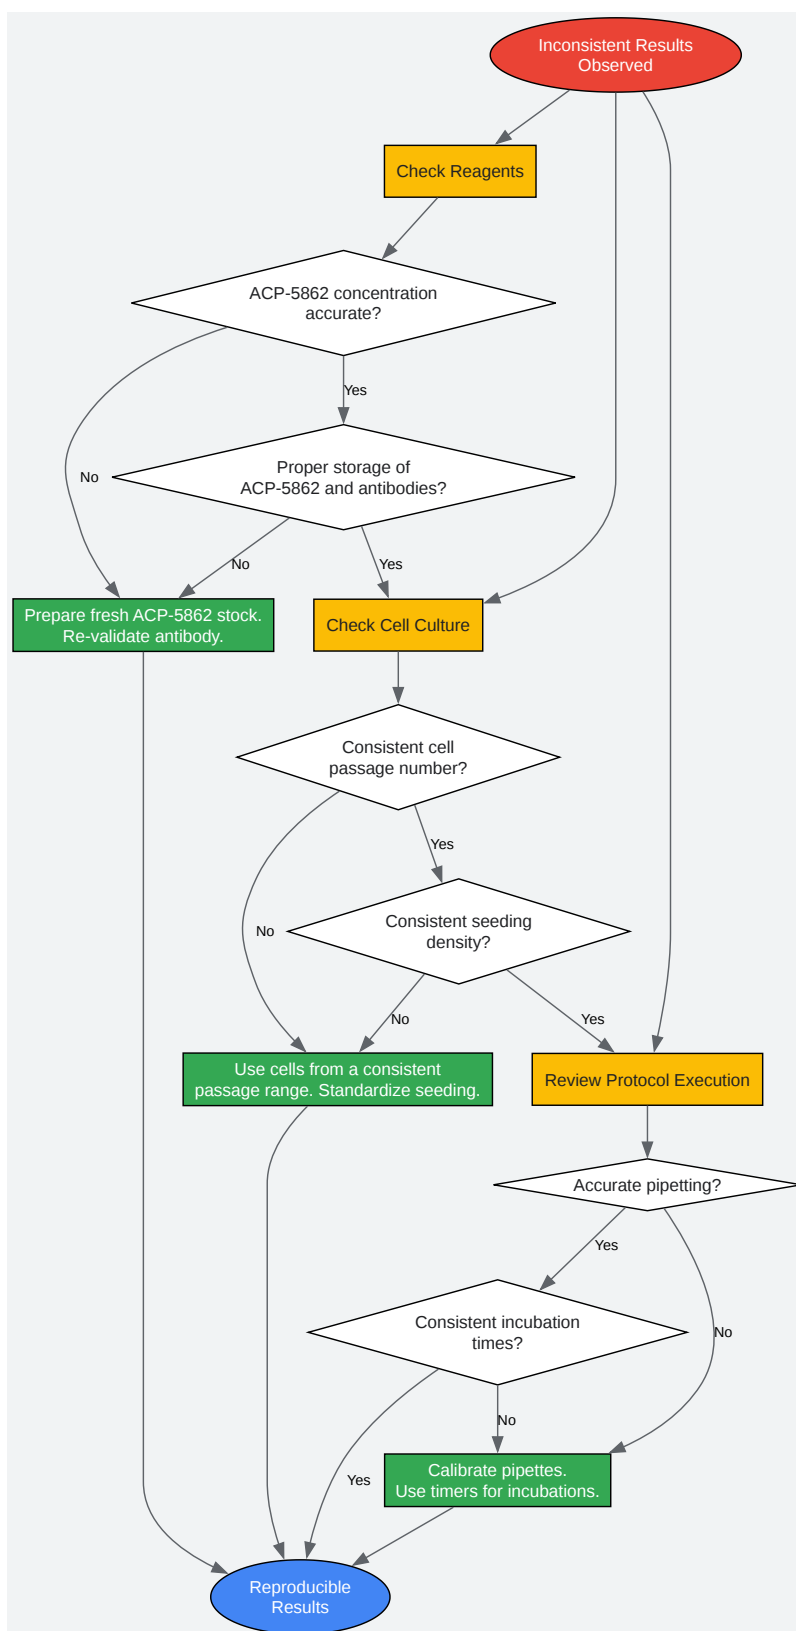 Inconsistent Results
Observed
Check Reagents
ACP-5862 concentration
accurate?
Yes
No
Proper storage of
ACP-5862 and antibodies?
No
Yes
Prepare fresh ACP-5862 stock.
Re-validate antibody.
Check Cell Culture
Consistent cell
passage number?
Yes
No
Consistent seeding
density?
No
Yes
Use cells from a consistent
passage range. Standardize seeding.
Review Protocol Execution
Accurate pipetting?
Yes
Consistent incubation
times?
No
No
Calibrate pipettes.
Use timers for incubations.
Yes
Reproducible
Results